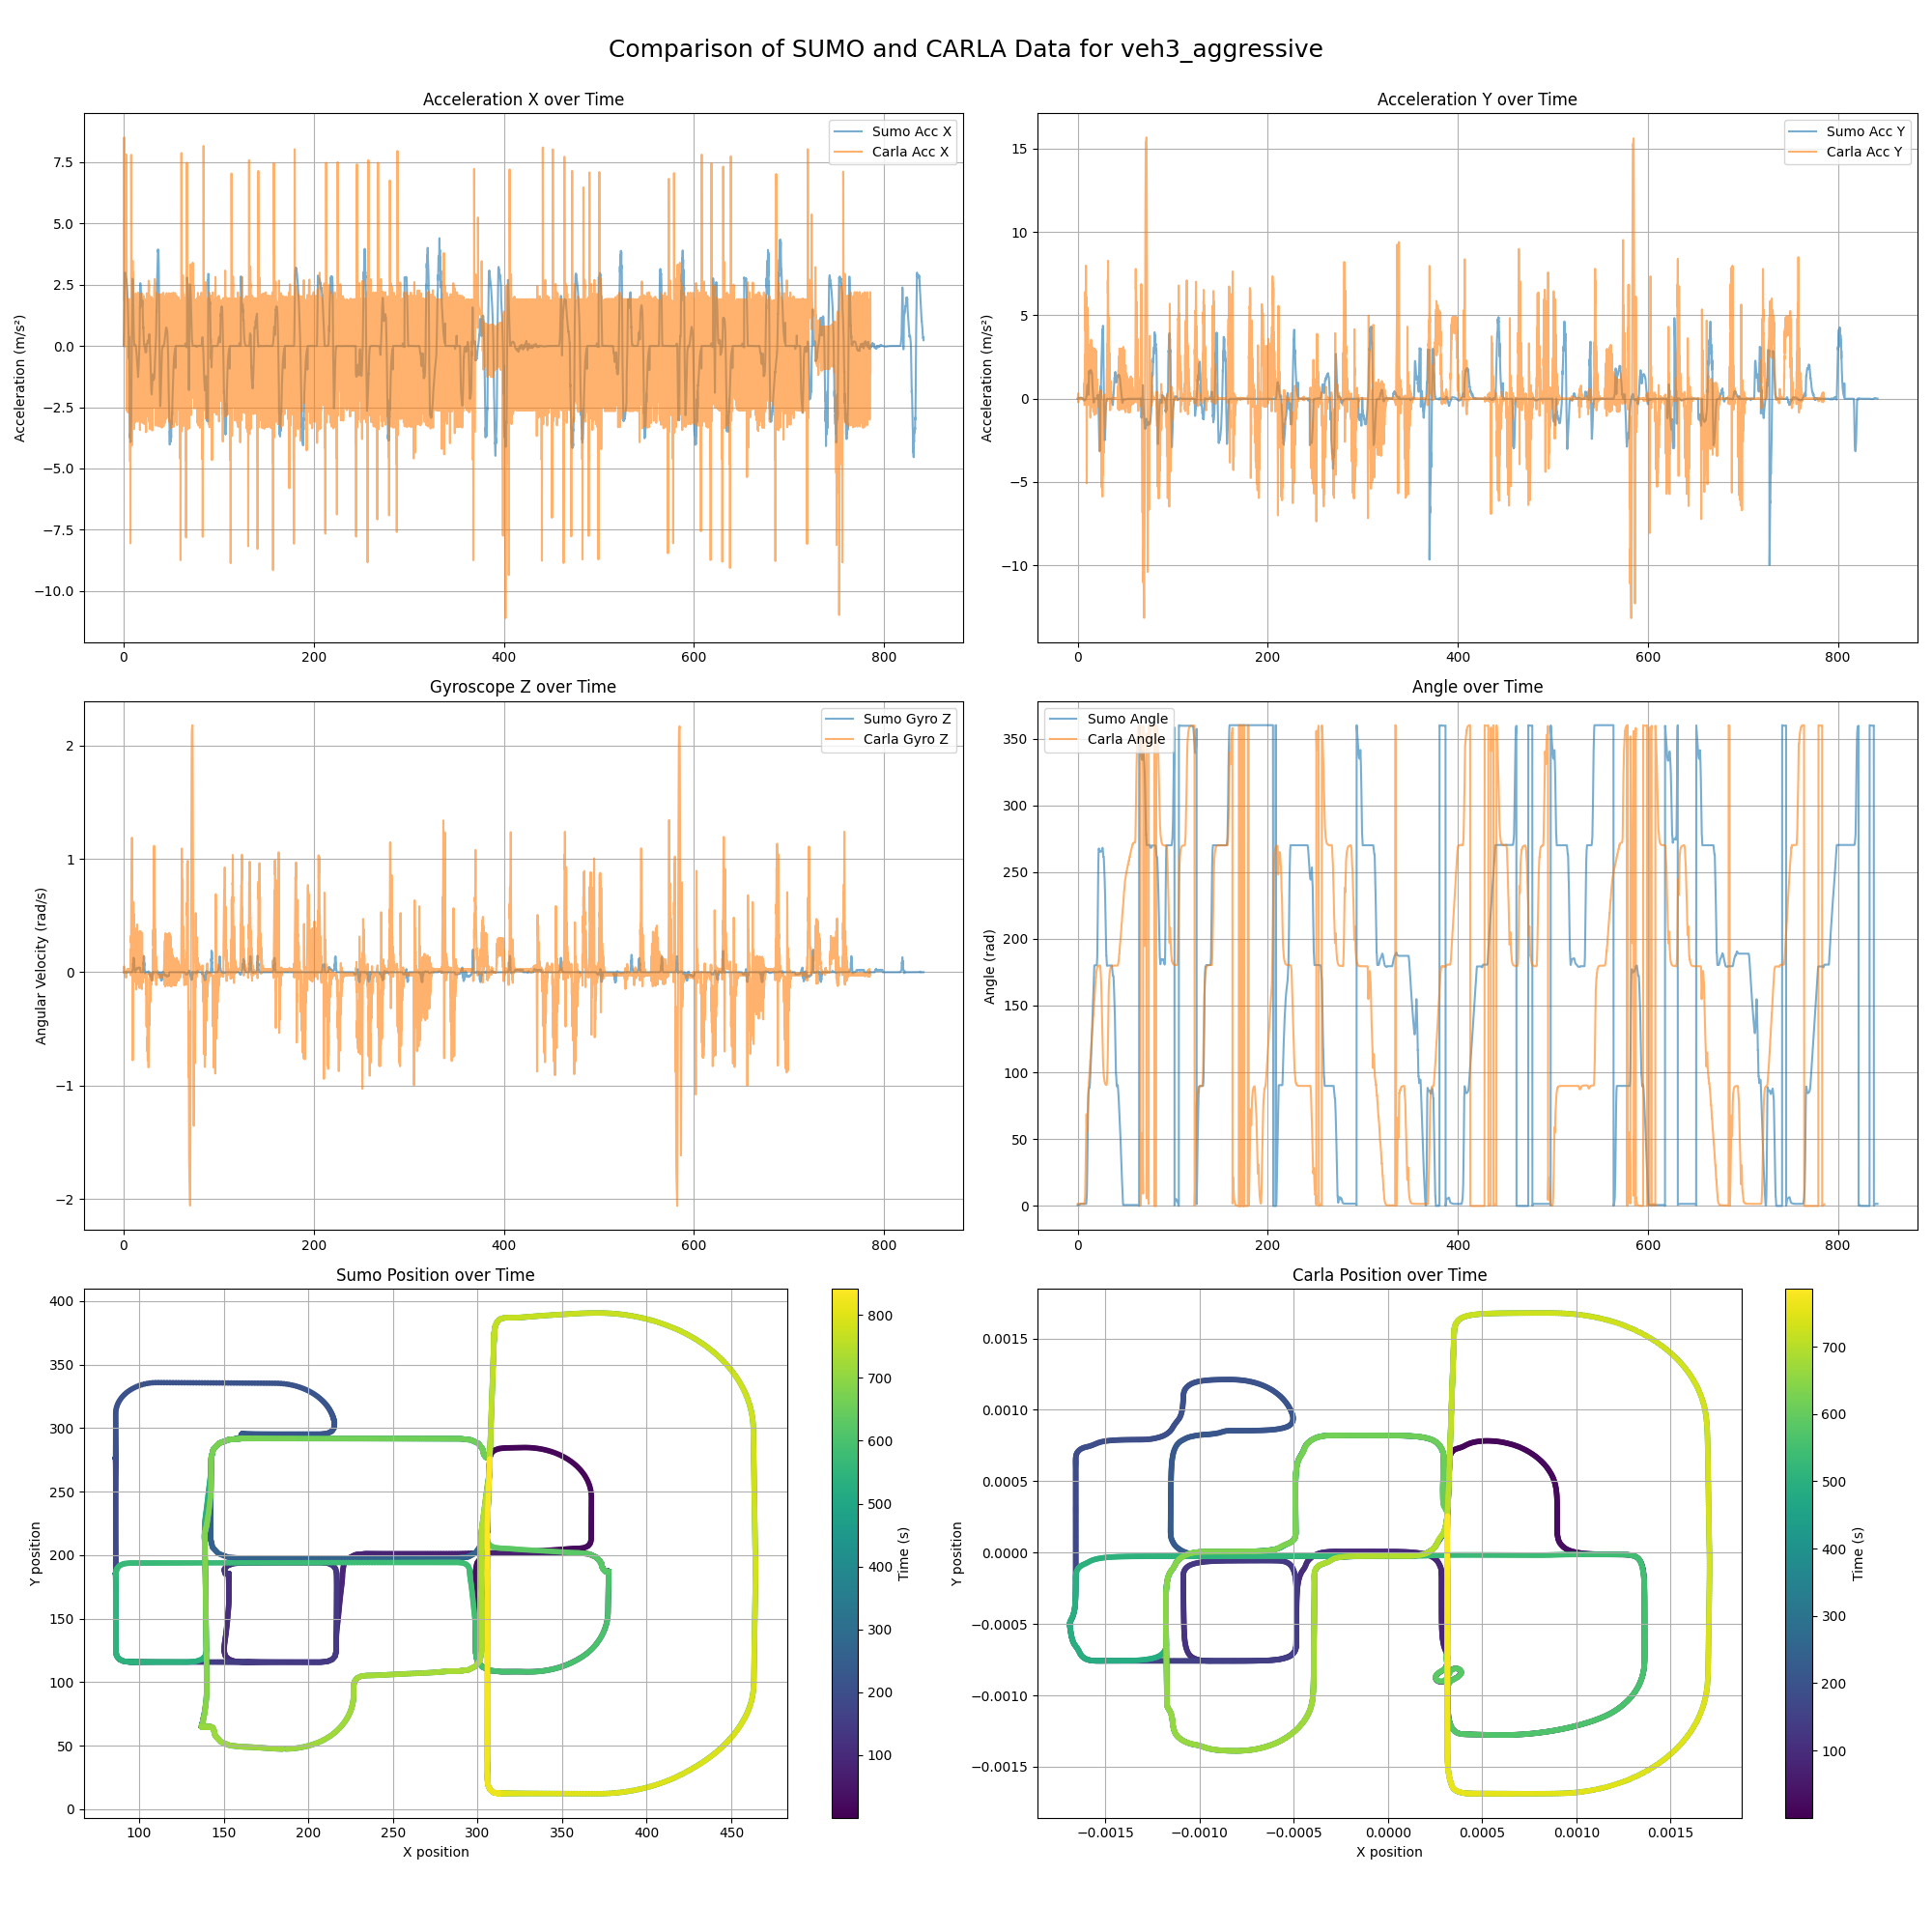 Comparison of SUMO and CARLA Data for veh3_aggressive
Acceleration X over Time
Acceleration (m/s²)
7.5
5.0
2.5
0.0
−2.5
−5.0
−7.5
−10.0
0 200 400 600 800
Sumo Acc X
Carla Acc X
Acceleration Y over Time
Acceleration (m/s²)
15
10
5
0
−5
−10
0 200 400 600 800
Sumo Acc Y
Carla Acc Y
Gyroscope Z over Time
Angular Velocity (rad/s)
2
1
0
−1
−2
0 200 400 600 800
Sumo Gyro Z
Carla Gyro Z
Angle over Time
Angle (rad)
350
300
250
200
150
100
50
0
0 200 400 600 800
Sumo Angle
Carla Angle
Sumo Position over Time
Y position
400
350
300
250
200
150
100
50
0
100 150 200 250 300 350 400 450
X position
800
700
600
500
400
300
200
100
Time (s)
Carla Position over Time
Y position
0.0015
0.0010
0.0005
0.0000
−0.0005
−0.0010
−0.0015
−0.0015 −0.0010 −0.0005 0.0000 0.0005 0.0010 0.0015
X position
700
600
500
400
300
200
100
Time (s)